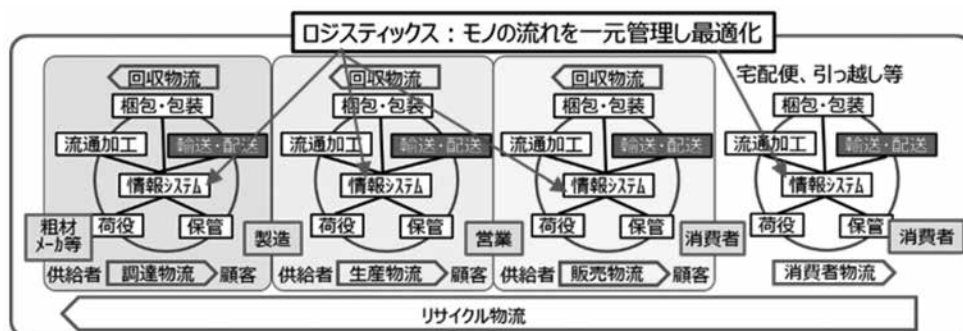 ロジスティックス：モノの流れを一元管理し最適化
回収物流
梱包・包装
流通加工
輸送・配送
情報システム
荷役
保管
粗材
メーカ等
製造
供給者
調達物流
顧客
回収物流
梱包・包装
流通加工
輸送・配送
情報システム
荷役
保管
営業
供給者
生産物流
顧客
回収物流
梱包・包装
流通加工
輸送・配送
情報システム
荷役
保管
消費者
供給者
販売物流
顧客
宅配便、引っ越し等
梱包・包装
流通加工
輸送・配送
情報システム
荷役
保管
消費者
消費者物流
リサイクル物流